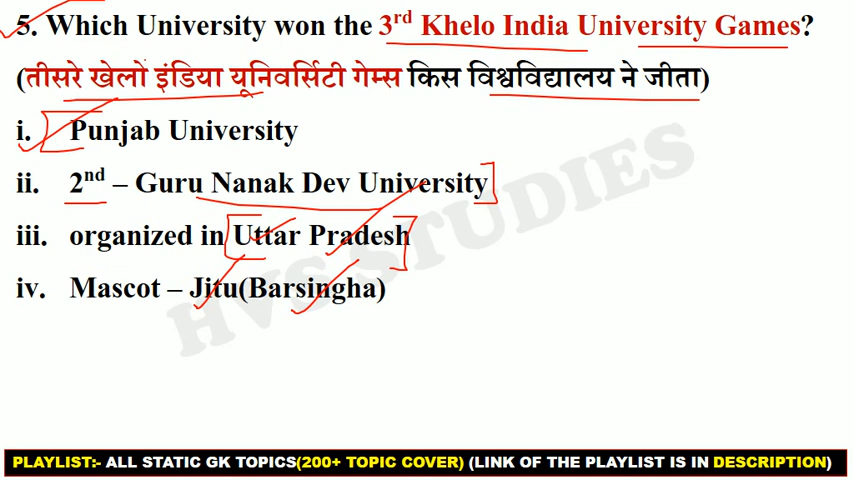 5. Which University won the 3rd Khelo India University Games?
(तीसरे खेलो इंडिया यूनिवर्सिटी गेम्स किस विश्वविद्यालय ने जीता)
i. Punjab University
ii. 2nd – Guru Nanak Dev University
iii. organized in Uttar Pradesh
iv. Mascot – Jitu(Barsingha)
HVS STUDIES
PLAYLIST:- ALL STATIC GK TOPICS(200+ TOPIC COVER) (LINK OF THE PLAYLIST IS IN DESCRIPTION)